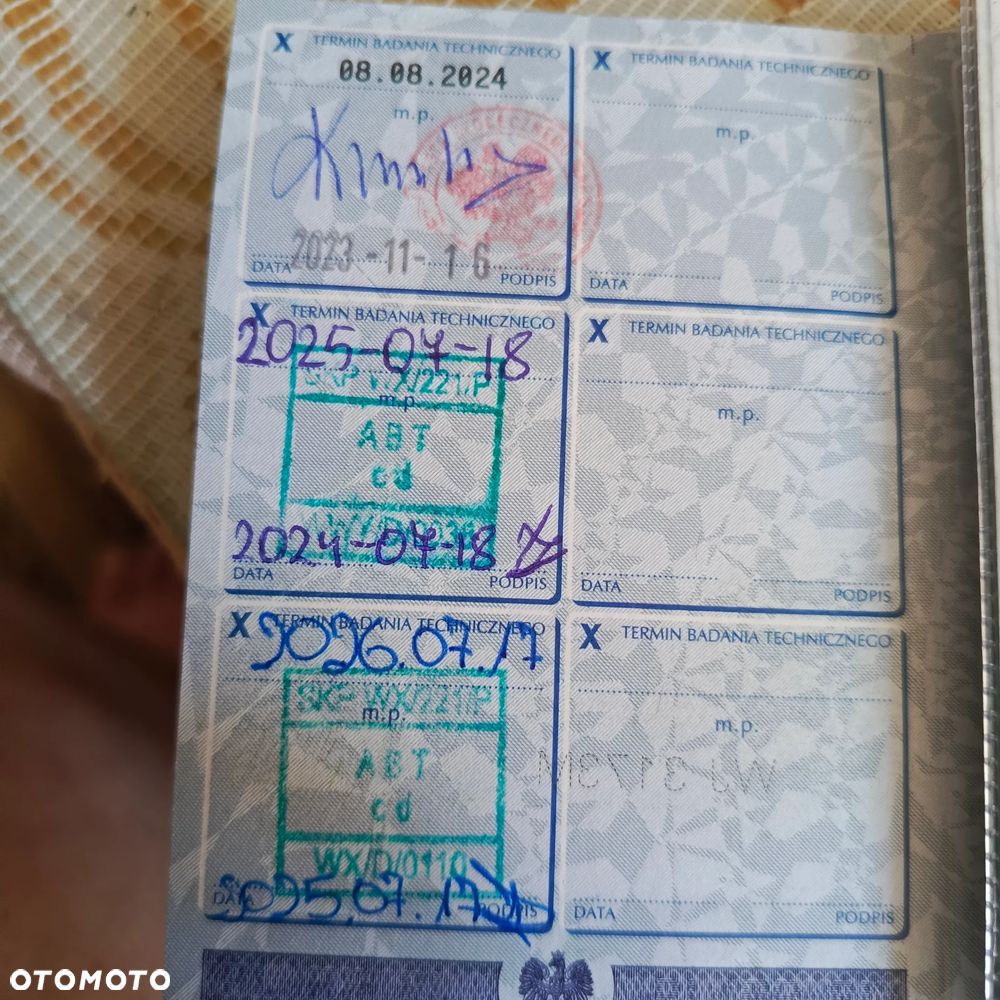 X TERMIN BADANIA TECHNICZNEGO
08.08.2024
m.p.
2023-11-16
DATA PODPIS
X TERMIN BADANIA TECHNICZNEGO
m.p.
DATA PODPIS
X TERMIN BADANIA TECHNICZNEGO
2025-07-18
SKP WX/221/P
m.p.
ABT
cd
2024-07-18
DATA PODPIS
X TERMIN BADANIA TECHNICZNEGO
m.p.
DATA PODPIS
X TERMIN BADANIA TECHNICZNEGO
2026.07.17
SKP WX/221/P
m.p.
ABT
cd
WX/D/0110
2025.07.17
DATA PODPIS
X TERMIN BADANIA TECHNICZNEGO
m.p.
DATA PODPIS
OTOMOTO